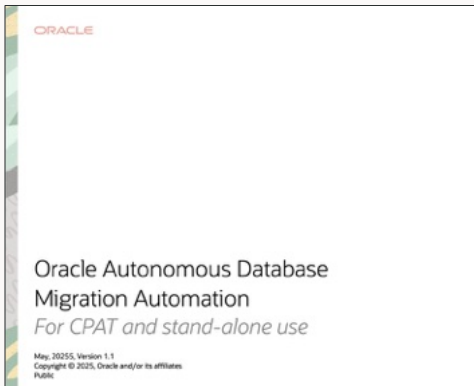 ORACLE
Oracle Autonomous Database
Migration Automation
For CPAT and stand-alone use
May, 20255, Version 1.1
Copyright © 2025, Oracle and/or its affiliates
Public